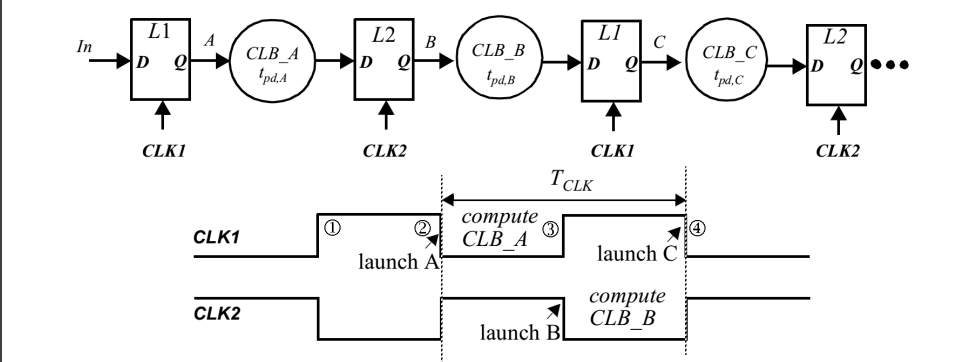 L1 L2 L1 L2
In D Q A CLB_A D Q B CLB_B D Q C CLB_C D Q
t_{pd,A} t_{pd,B} t_{pd,C}
CLK1 CLK2 CLK1 CLK2
T_{CLK}
CLK1 ① ② compute ③ ④
CLB_A
launch A launch C
CLK2 compute
CLB_B
launch B